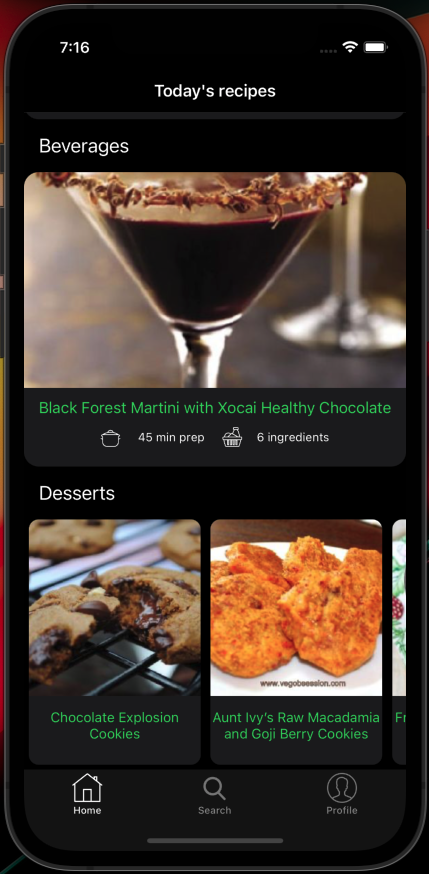 7:16
Today's recipes
Beverages
Black Forest Martini with Xocai Healthy Chocolate
45 min prep
6 ingredients
Desserts
www.vegobsession.com
Chocolate Explosion
Cookies
Aunt Ivy's Raw Macadamia
and Goji Berry Cookies
Fr
Home
Search
Profile